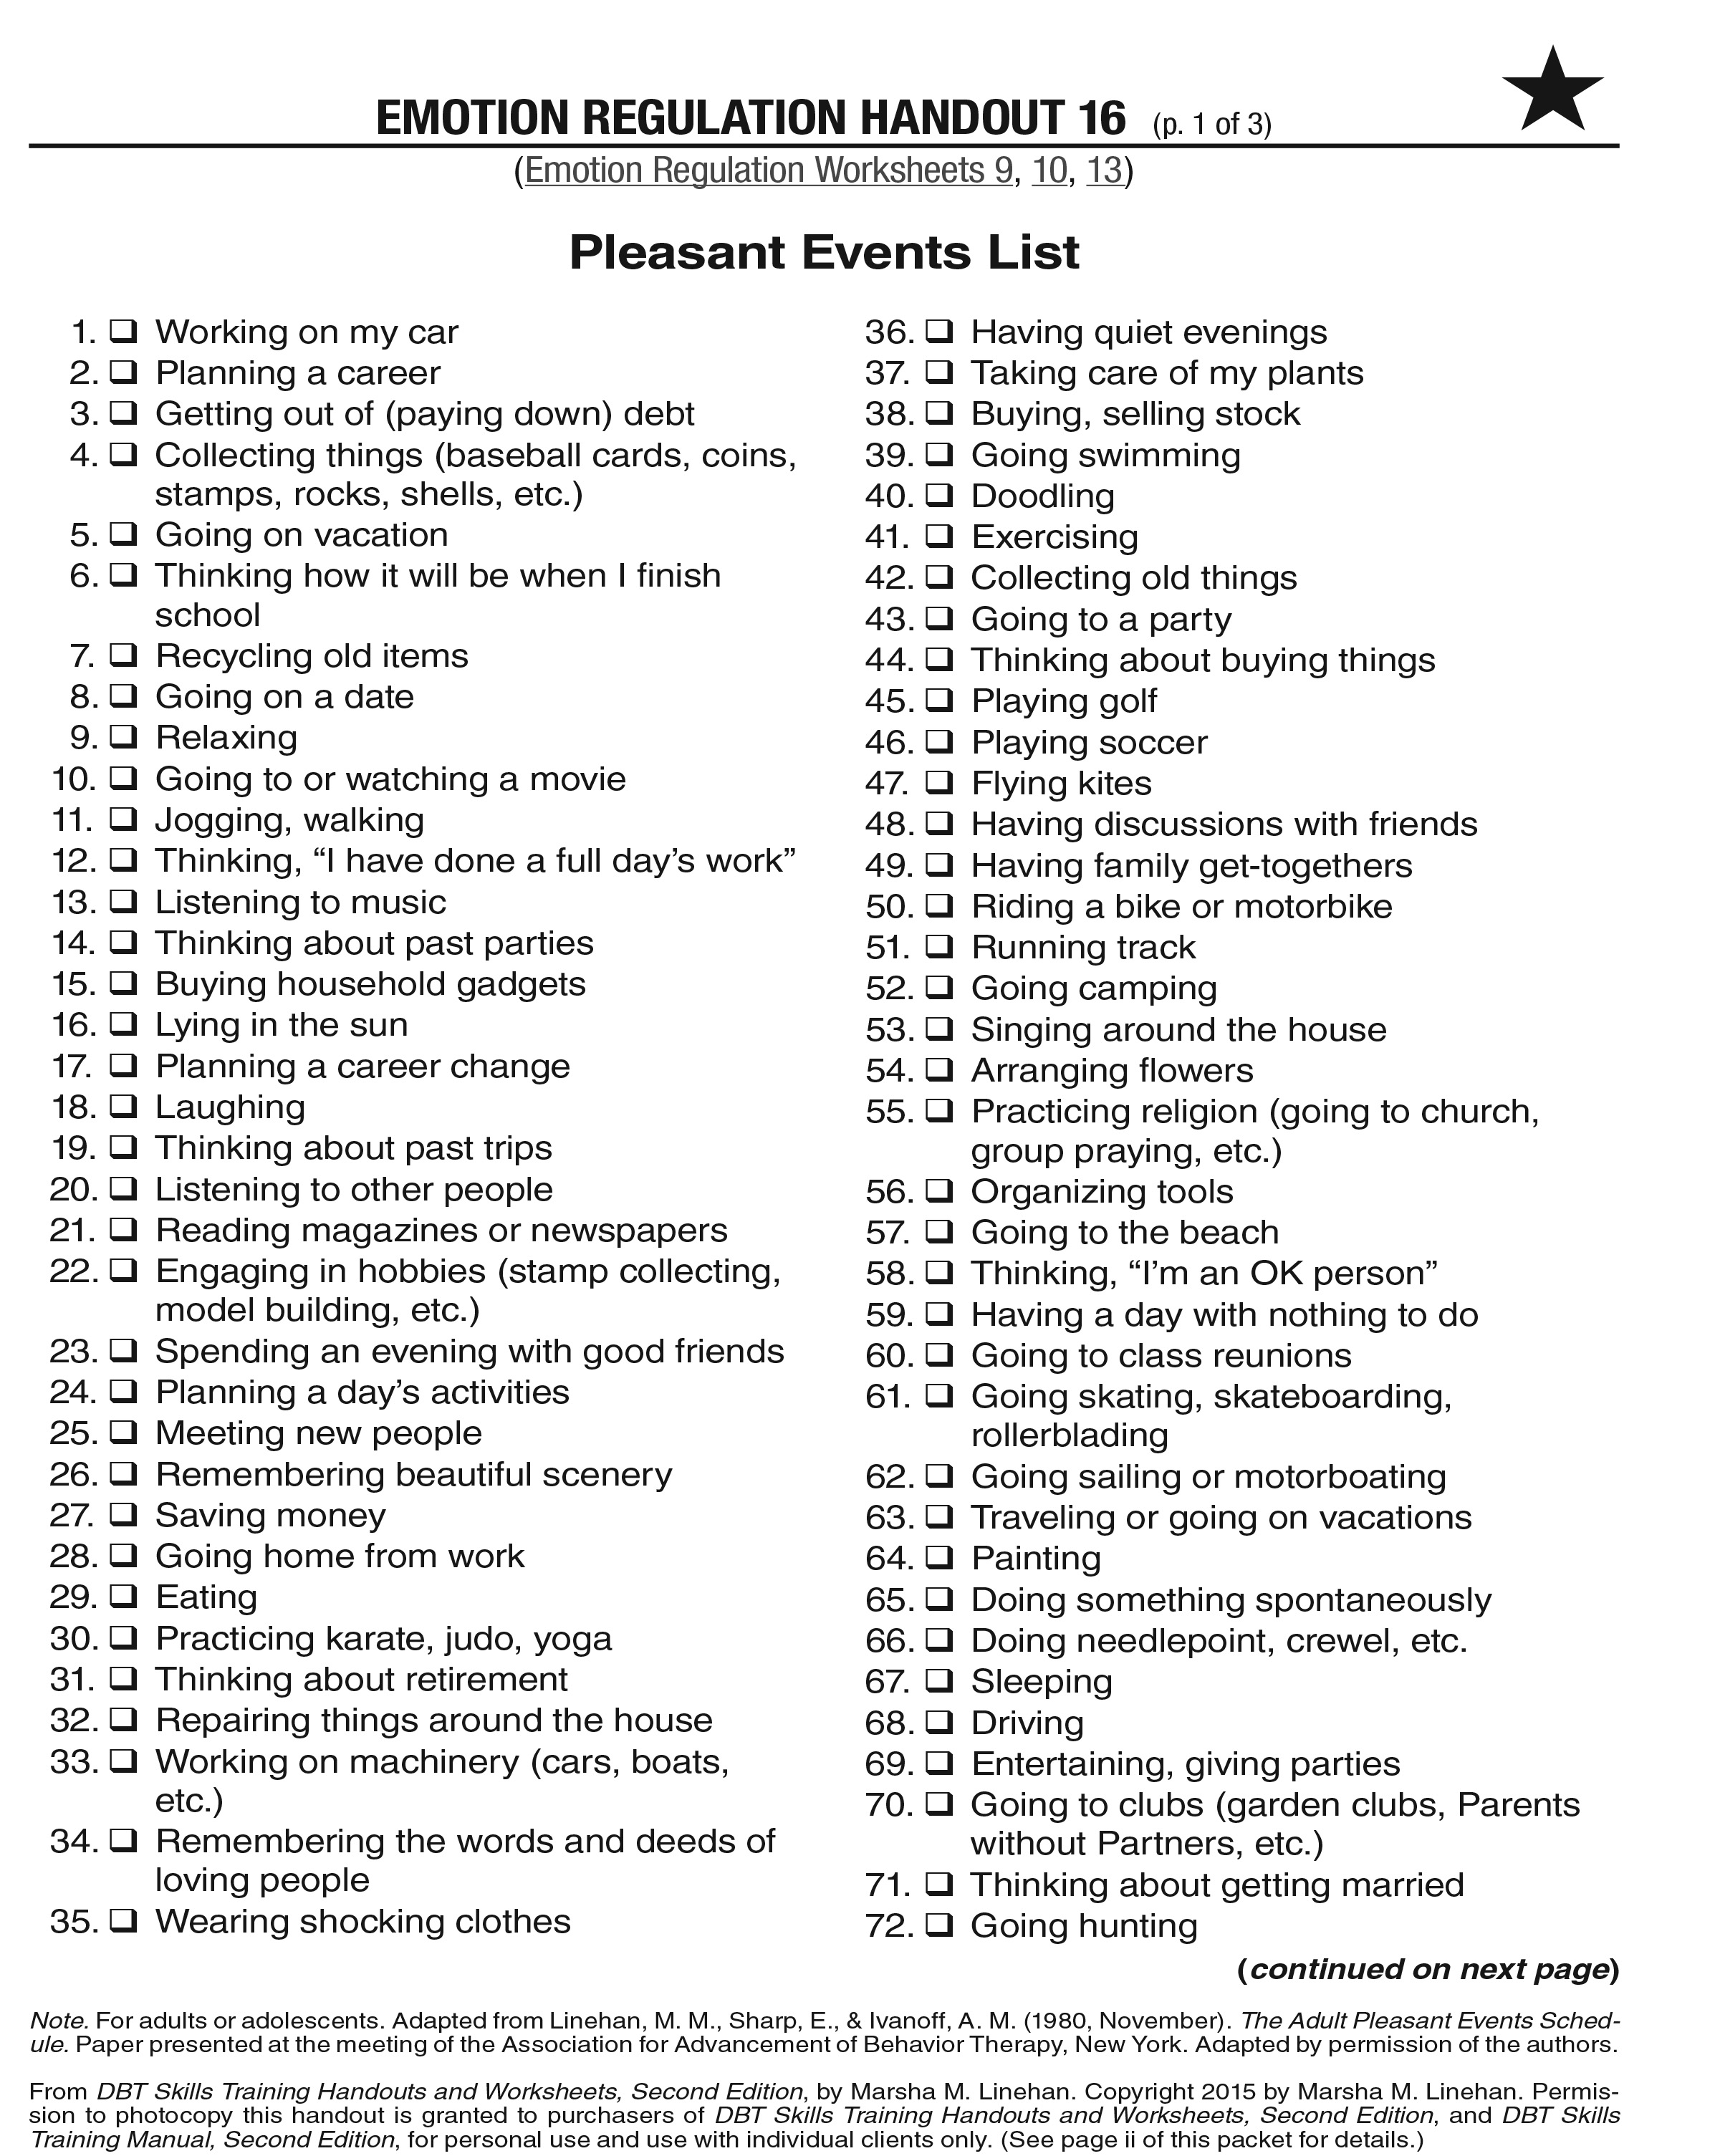 EMOTION REGULATION HANDOUT 16 (p. 1 of 3)
(Emotion Regulation Worksheets 9, 10, 13)
Pleasant Events List
1. ❑ Working on my car
2. ❑ Planning a career
3. ❑ Getting out of (paying down) debt
4. ❑ Collecting things (baseball cards, coins,
stamps, rocks, shells, etc.)
5. ❑ Going on vacation
6. ❑ Thinking how it will be when I finish
school
7. ❑ Recycling old items
8. ❑ Going on a date
9. ❑ Relaxing
10. ❑ Going to or watching a movie
11. ❑ Jogging, walking
12. ❑ Thinking, “I have done a full day’s work”
13. ❑ Listening to music
14. ❑ Thinking about past parties
15. ❑ Buying household gadgets
16. ❑ Lying in the sun
17. ❑ Planning a career change
18. ❑ Laughing
19. ❑ Thinking about past trips
20. ❑ Listening to other people
21. ❑ Reading magazines or newspapers
22. ❑ Engaging in hobbies (stamp collecting,
model building, etc.)
23. ❑ Spending an evening with good friends
24. ❑ Planning a day’s activities
25. ❑ Meeting new people
26. ❑ Remembering beautiful scenery
27. ❑ Saving money
28. ❑ Going home from work
29. ❑ Eating
30. ❑ Practicing karate, judo, yoga
31. ❑ Thinking about retirement
32. ❑ Repairing things around the house
33. ❑ Working on machinery (cars, boats,
etc.)
34. ❑ Remembering the words and deeds of
loving people
35. ❑ Wearing shocking clothes
36. ❑ Having quiet evenings
37. ❑ Taking care of my plants
38. ❑ Buying, selling stock
39. ❑ Going swimming
40. ❑ Doodling
41. ❑ Exercising
42. ❑ Collecting old things
43. ❑ Going to a party
44. ❑ Thinking about buying things
45. ❑ Playing golf
46. ❑ Playing soccer
47. ❑ Flying kites
48. ❑ Having discussions with friends
49. ❑ Having family get-togethers
50. ❑ Riding a bike or motorbike
51. ❑ Running track
52. ❑ Going camping
53. ❑ Singing around the house
54. ❑ Arranging flowers
55. ❑ Practicing religion (going to church,
group praying, etc.)
56. ❑ Organizing tools
57. ❑ Going to the beach
58. ❑ Thinking, “I’m an OK person”
59. ❑ Having a day with nothing to do
60. ❑ Going to class reunions
61. ❑ Going skating, skateboarding,
rollerblading
62. ❑ Going sailing or motorboating
63. ❑ Traveling or going on vacations
64. ❑ Painting
65. ❑ Doing something spontaneously
66. ❑ Doing needlepoint, crewel, etc.
67. ❑ Sleeping
68. ❑ Driving
69. ❑ Entertaining, giving parties
70. ❑ Going to clubs (garden clubs, Parents
without Partners, etc.)
71. ❑ Thinking about getting married
72. ❑ Going hunting
(continued on next page)
Note. For adults or adolescents. Adapted from Linehan, M. M., Sharp, E., & Ivanoff, A. M. (1980, November). The Adult Pleasant Events Sched-
ule. Paper presented at the meeting of the Association for Advancement of Behavior Therapy, New York. Adapted by permission of the authors.
From DBT Skills Training Handouts and Worksheets, Second Edition, by Marsha M. Linehan. Copyright 2015 by Marsha M. Linehan. Permis-
sion to photocopy this handout is granted to purchasers of DBT Skills Training Handouts and Worksheets, Second Edition, and DBT Skills
Training Manual, Second Edition, for personal use and use with individual clients only. (See page ii of this packet for details.)